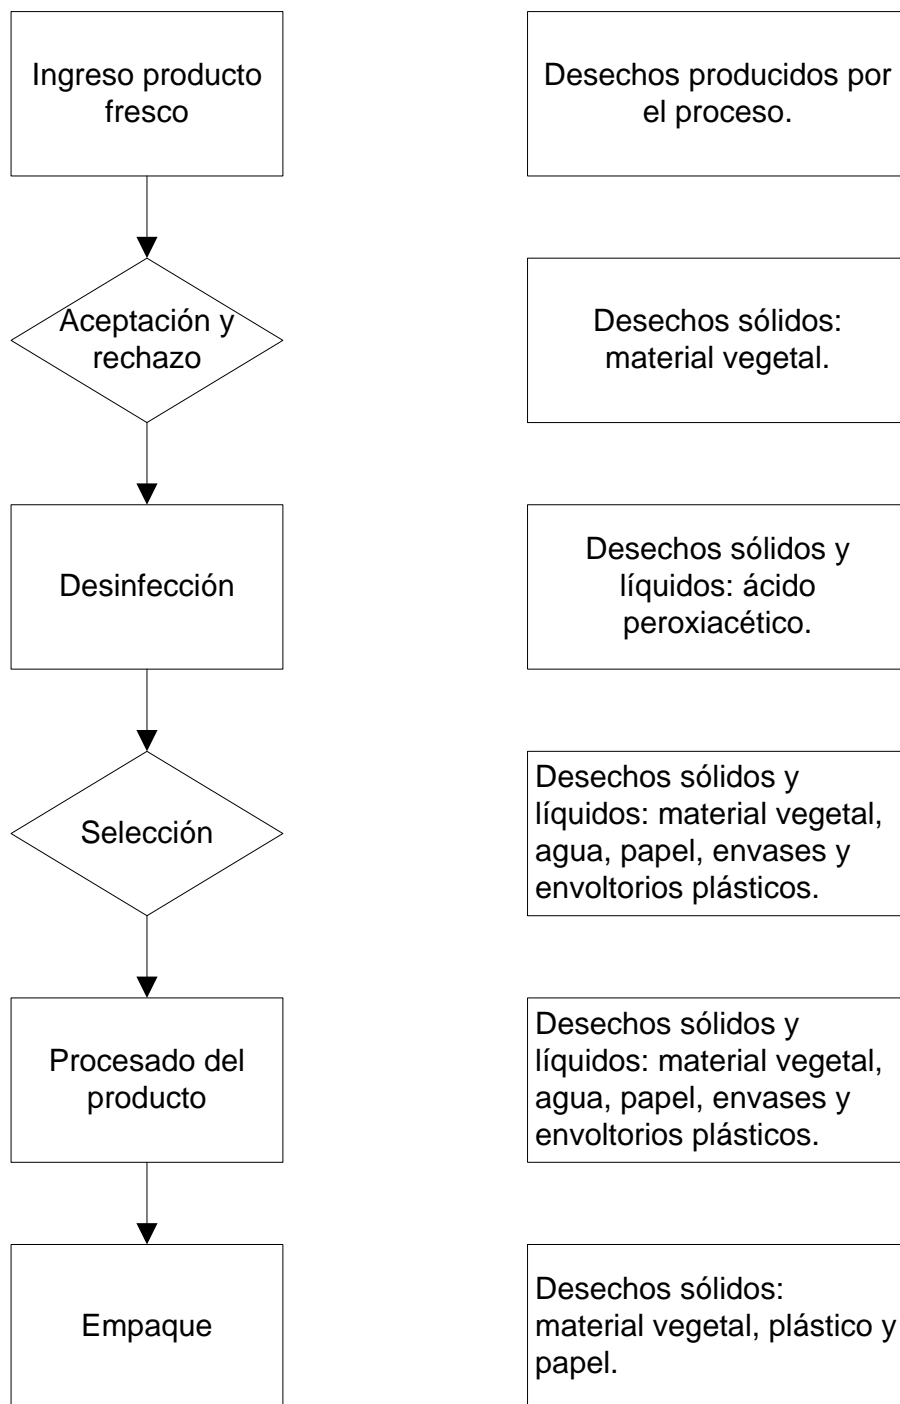 Ingreso producto
fresco
Desechos producidos por
el proceso.
Aceptación y
rechazo
Desechos sólidos:
material vegetal.
Desinfección
Desechos sólidos y
líquidos: ácido
peroxiacético.
Selección
Desechos sólidos y
líquidos: material vegetal,
agua, papel, envases y
envoltorios plásticos.
Procesado del
producto
Desechos sólidos y
líquidos: material vegetal,
agua, papel, envases y
envoltorios plásticos.
Empaque
Desechos sólidos:
material vegetal, plástico y
papel.